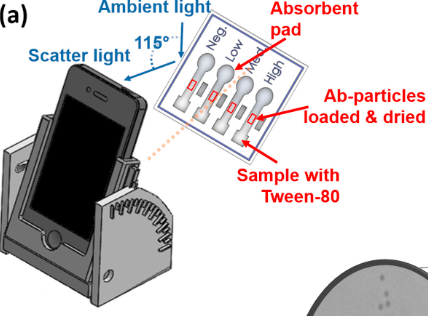 (a)
Ambient light
Absorbent
pad
Scatter light
115°
Neg.
Low
Med.
High
Ab-particles
loaded & dried
Sample with
Tween-80